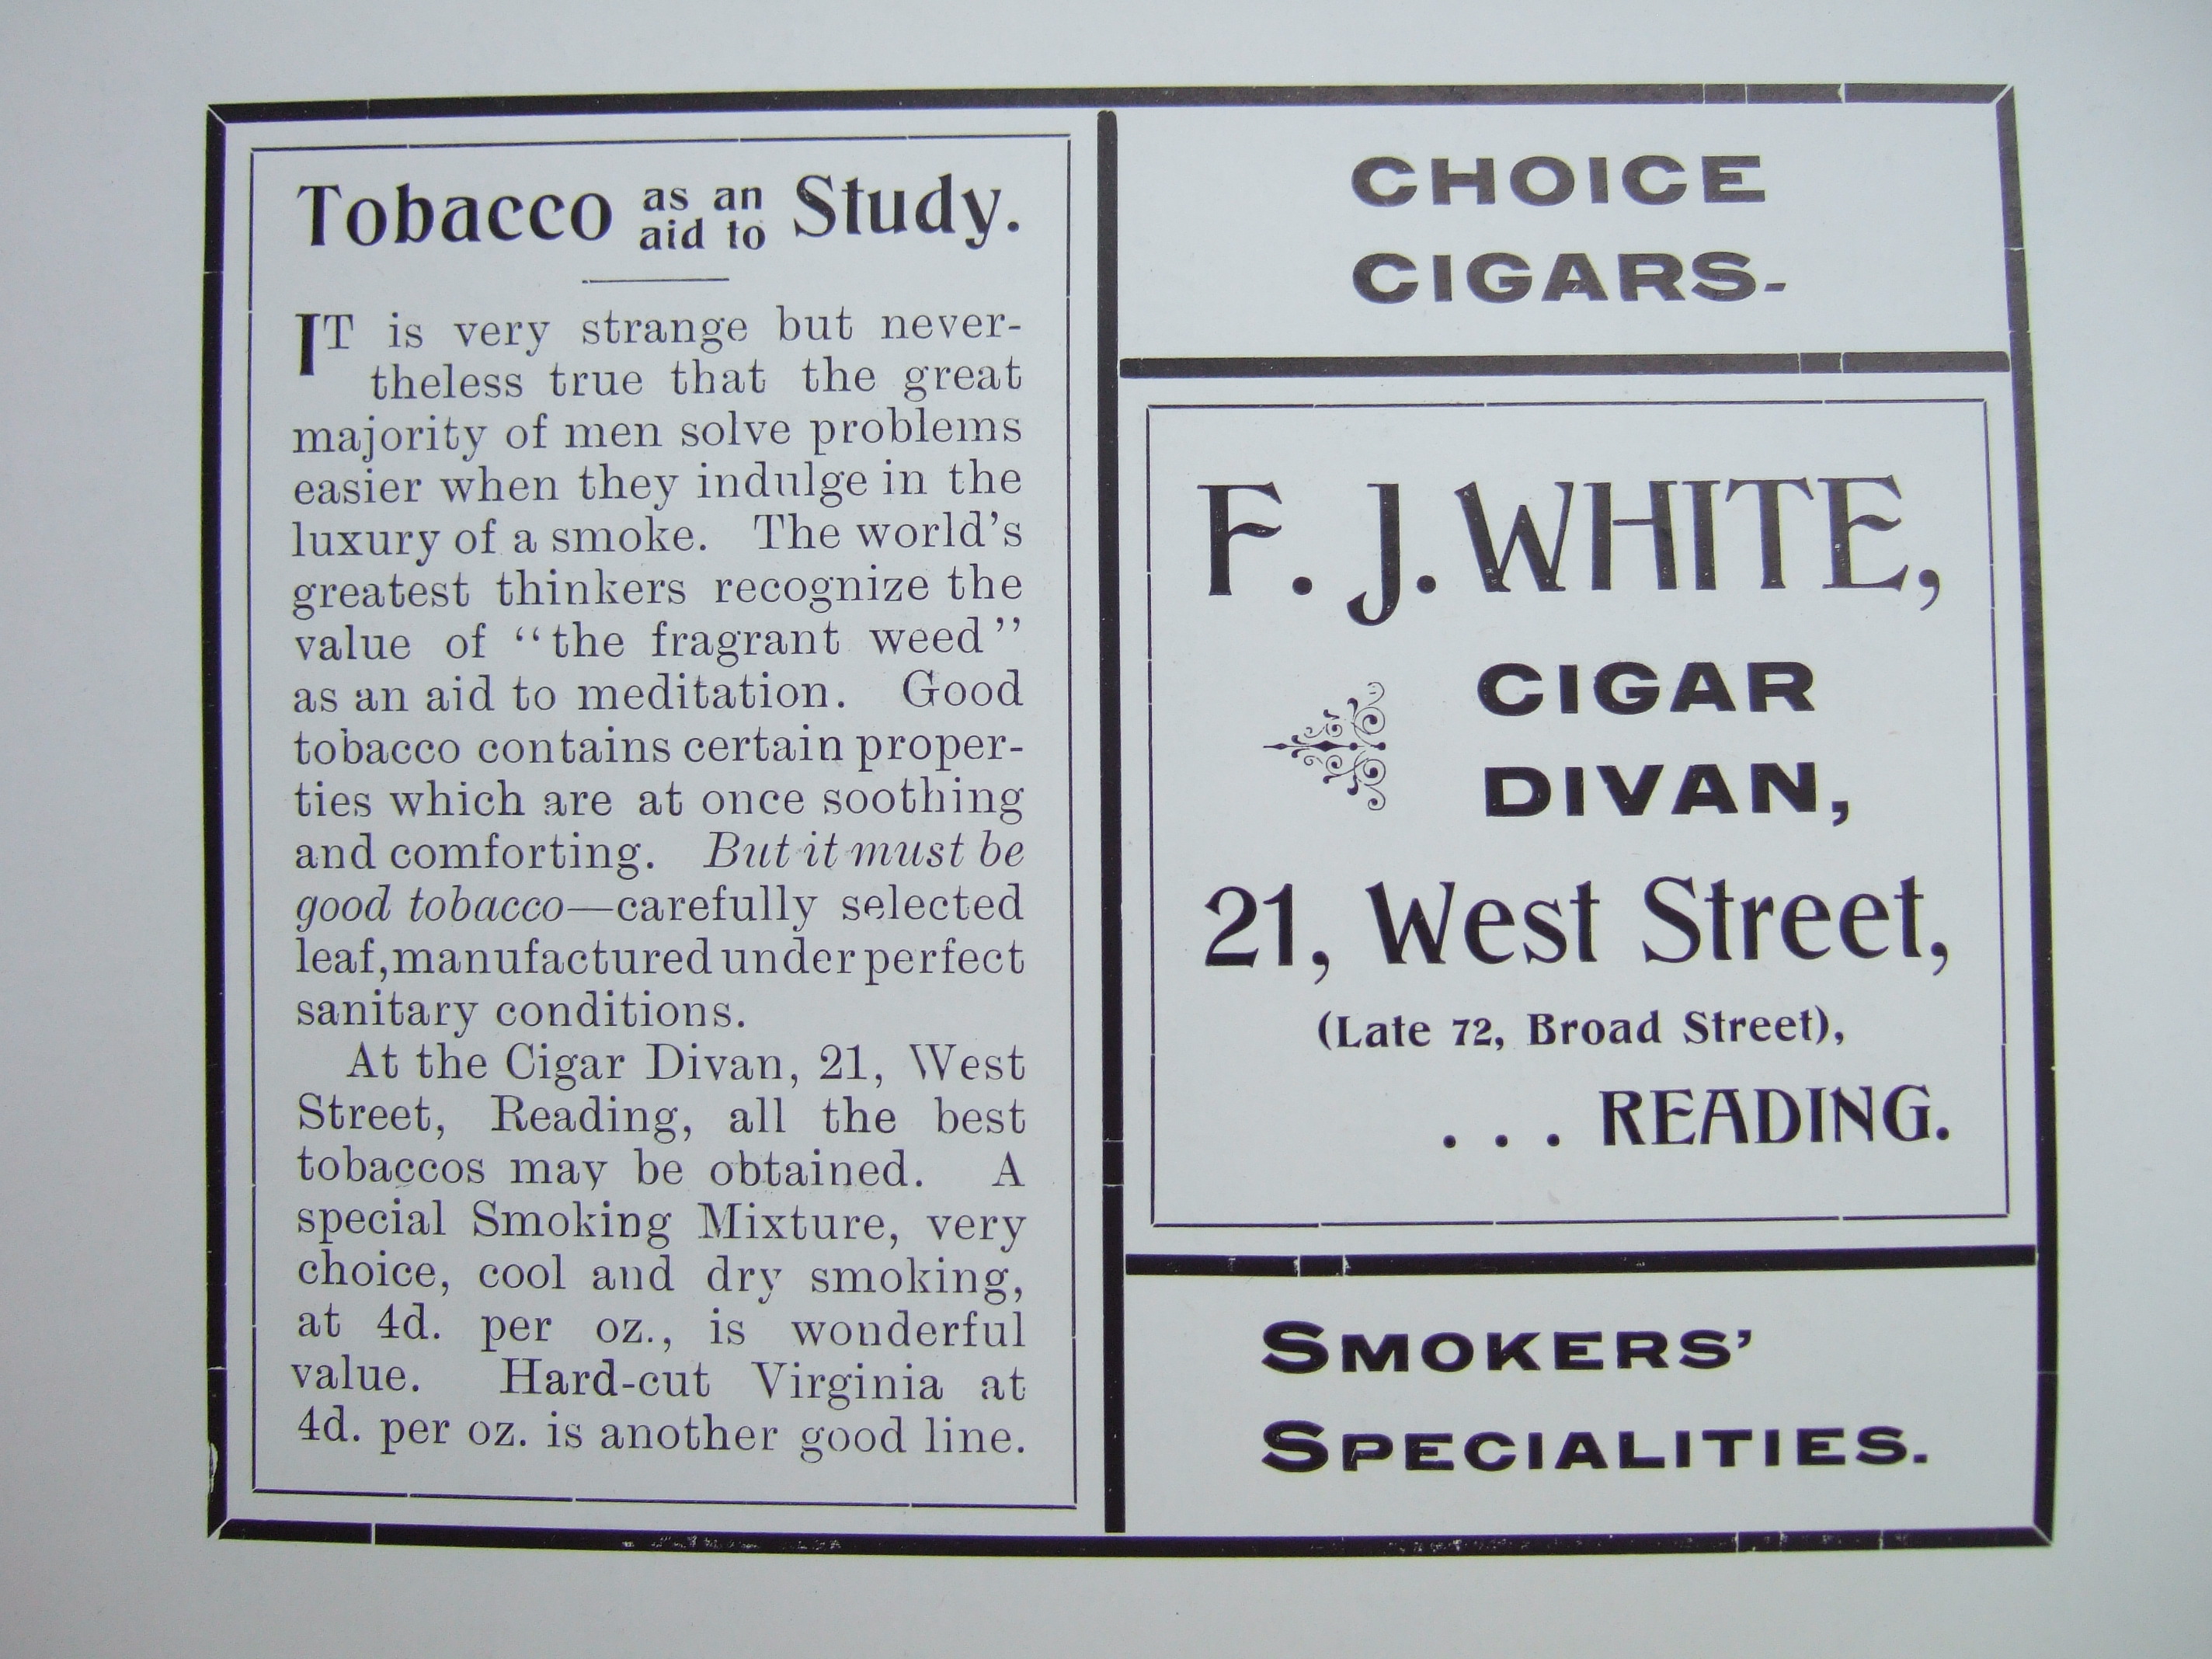 Tobacco as an aid to Study.
IT is very strange but never-
theless true that the great
majority of men solve problems
easier when they indulge in the
luxury of a smoke. The world's
greatest thinkers recognize the
value of “the fragrant weed”
as an aid to meditation. Good
tobacco contains certain proper-
ties which are at once soothing
and comforting. But it must be
good tobacco—carefully selected
leaf, manufactured under perfect
sanitary conditions.
At the Cigar Divan, 21, West
Street, Reading, all the best
tobaccos may be obtained. A
special Smoking Mixture, very
choice, cool and dry smoking,
at 4d. per oz., is wonderful
value. Hard-cut Virginia at
4d. per oz. is another good line.
CHOICE
CIGARS-
F. J. WHITE,
CIGAR
DIVAN,
21, West Street,
(Late 72, Broad Street),
. . . READING.
SMOKERS'
SPECIALITIES.